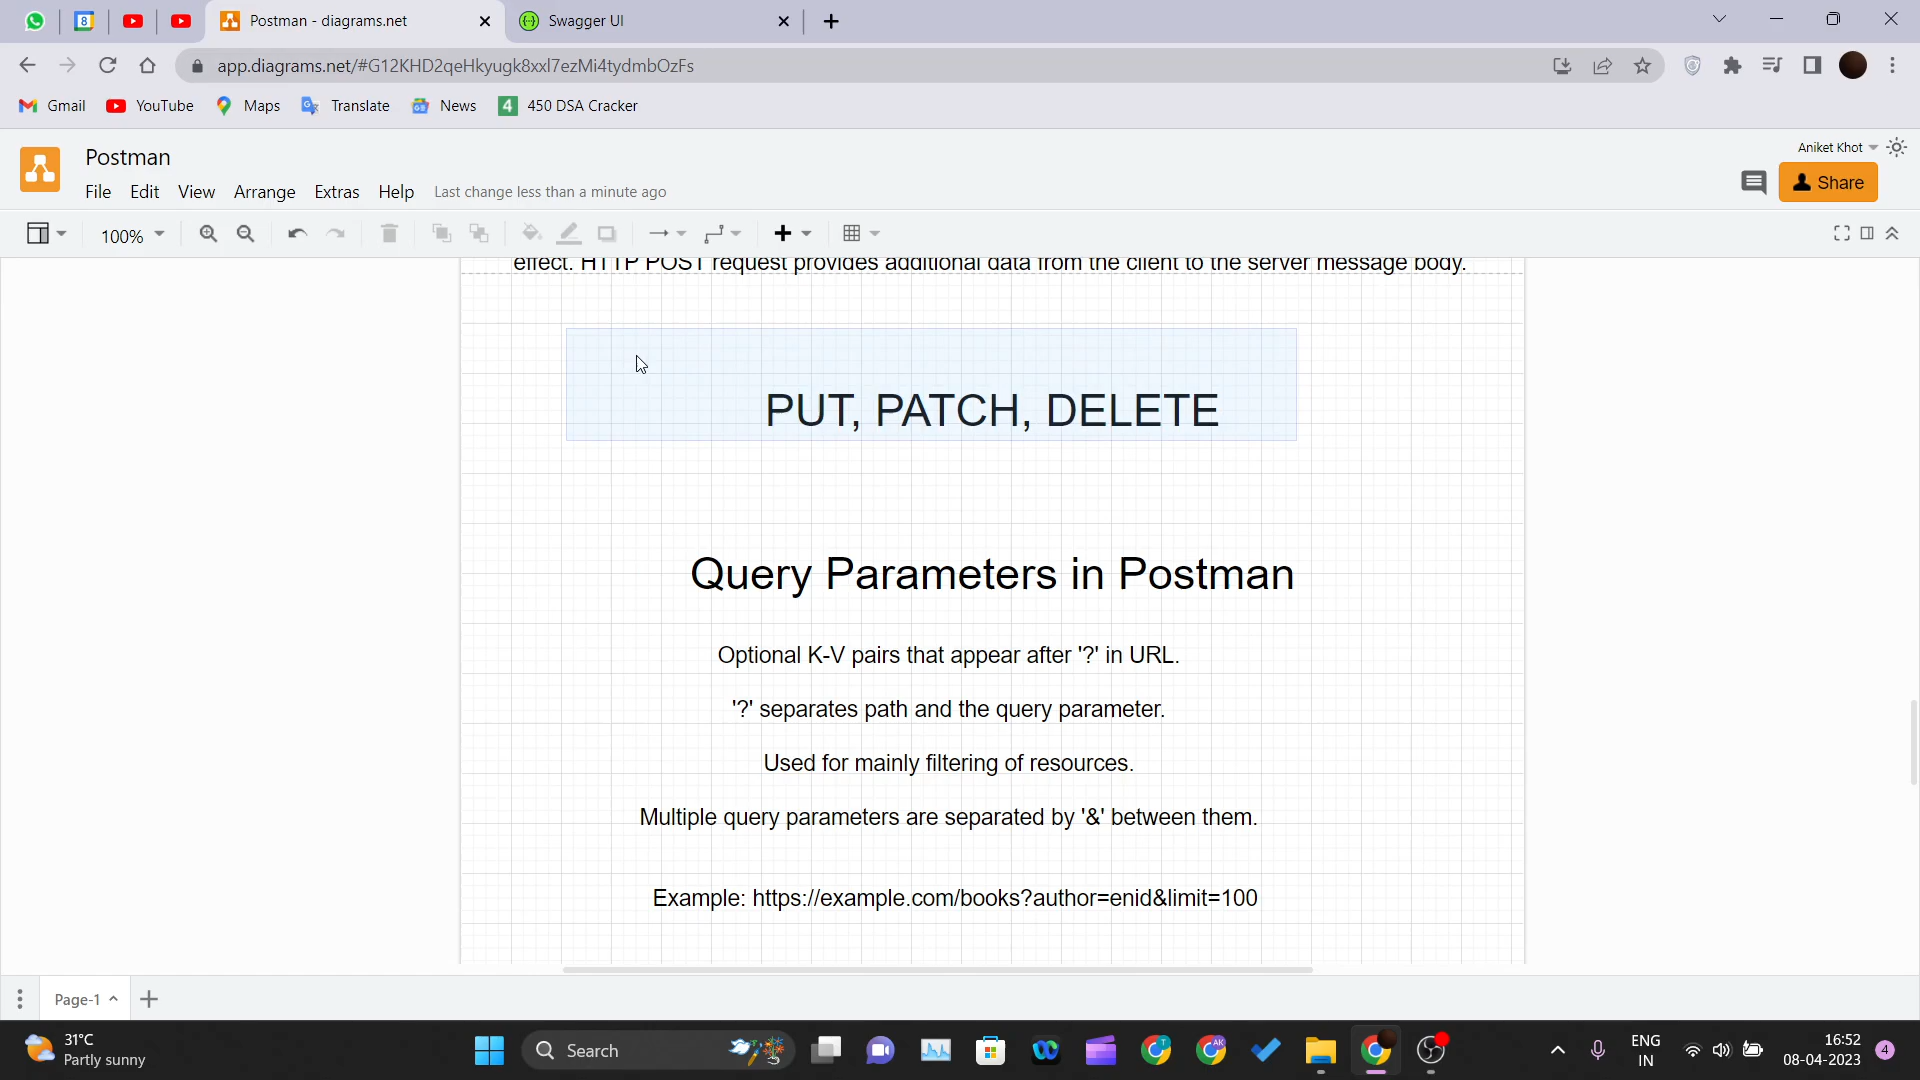 8
Postman - diagrams.net
Swagger UI
app.diagrams.net/#G12KHD2qeHkyugk8xxl7ezMi4tydmbOzFs
Gmail
YouTube
Maps
Translate
News
4
450 DSA Cracker
Postman
Aniket Khot
File
Edit
View
Arrange
Extras
Help
Last change less than a minute ago
Share
100%
effect. HTTP POST request provides additional data from the client to the server message body.
PUT, PATCH, DELETE
Query Parameters in Postman
Optional K-V pairs that appear after '?' in URL.
'?' separates path and the query parameter.
Used for mainly filtering of resources.
Multiple query parameters are separated by '&' between them.
Example: https://example.com/books?author=enid&limit=100
Page-1
31°C
Partly sunny
Search
T
AK
ENG
IN
16:52
08-04-2023
4